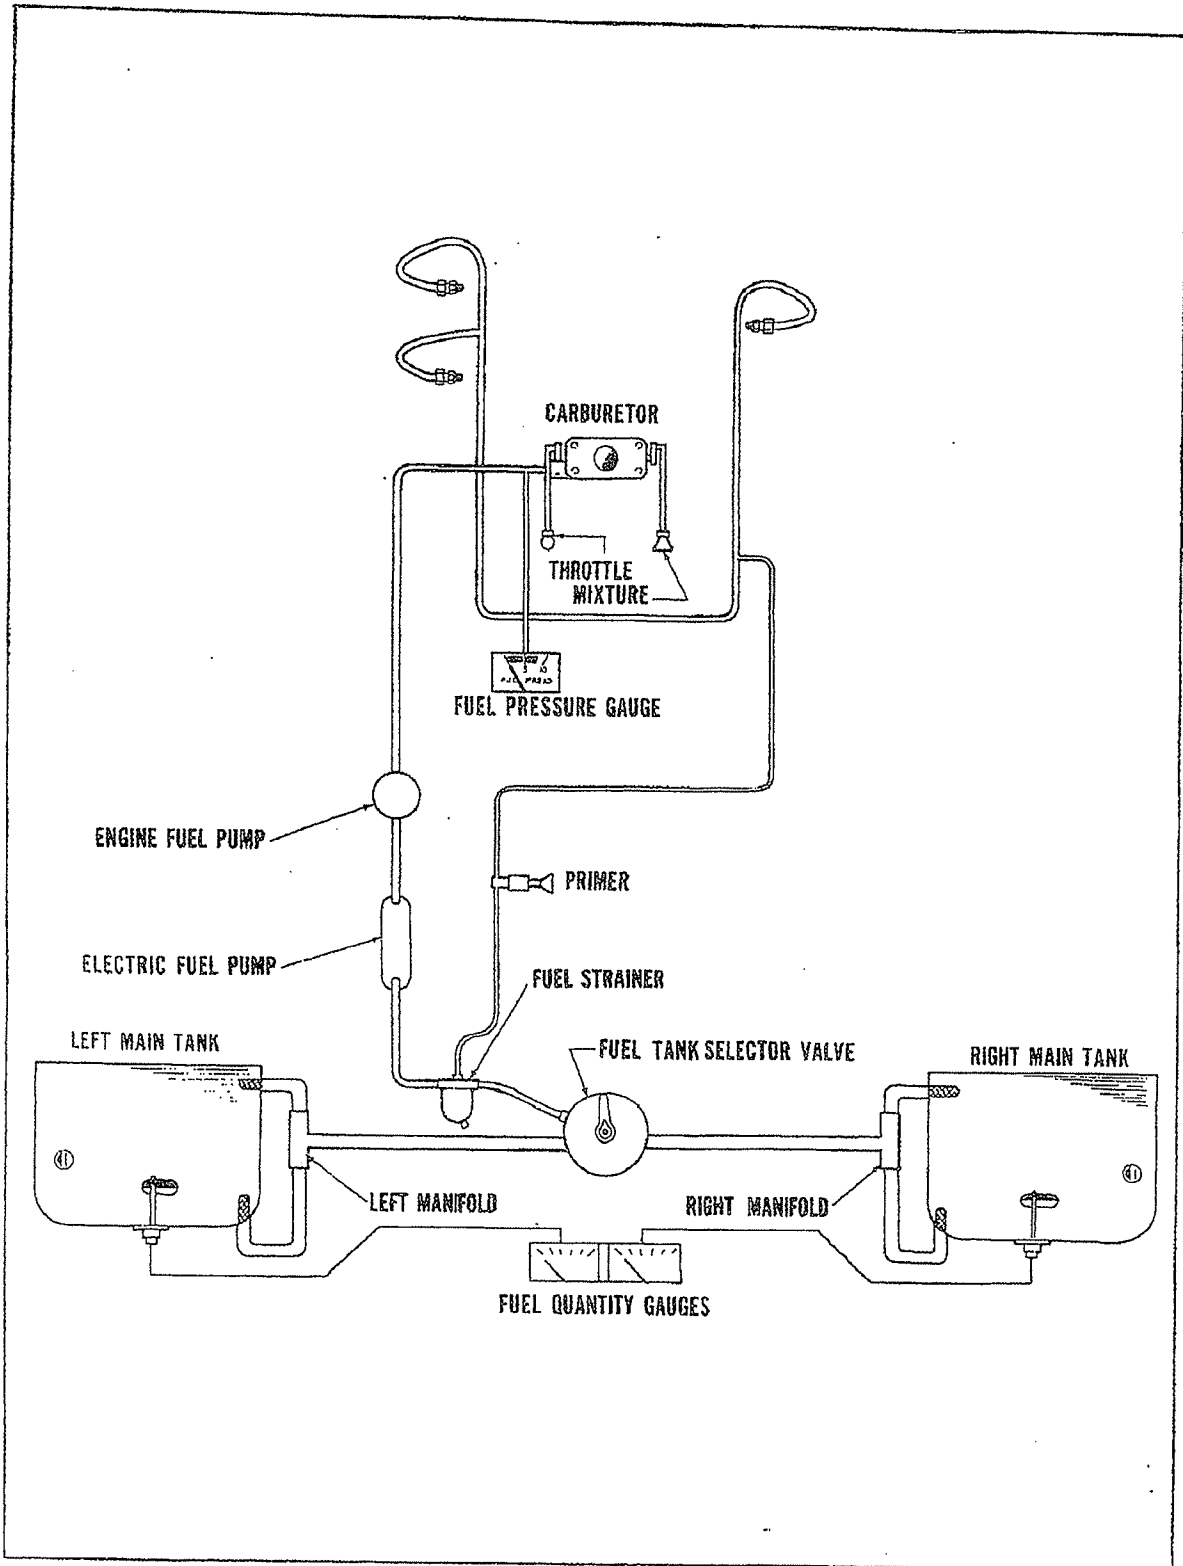 CARBURETOR
THROTTLE
MIXTURE
FUEL PRESSURE GAUGE
ENGINE FUEL PUMP
PRIMER
ELECTRIC FUEL PUMP
FUEL STRAINER
LEFT MAIN TANK
FUEL TANK SELECTOR VALVE
RIGHT MAIN TANK
LEFT MANIFOLD
RIGHT MANIFOLD
FUEL QUANTITY GAUGES